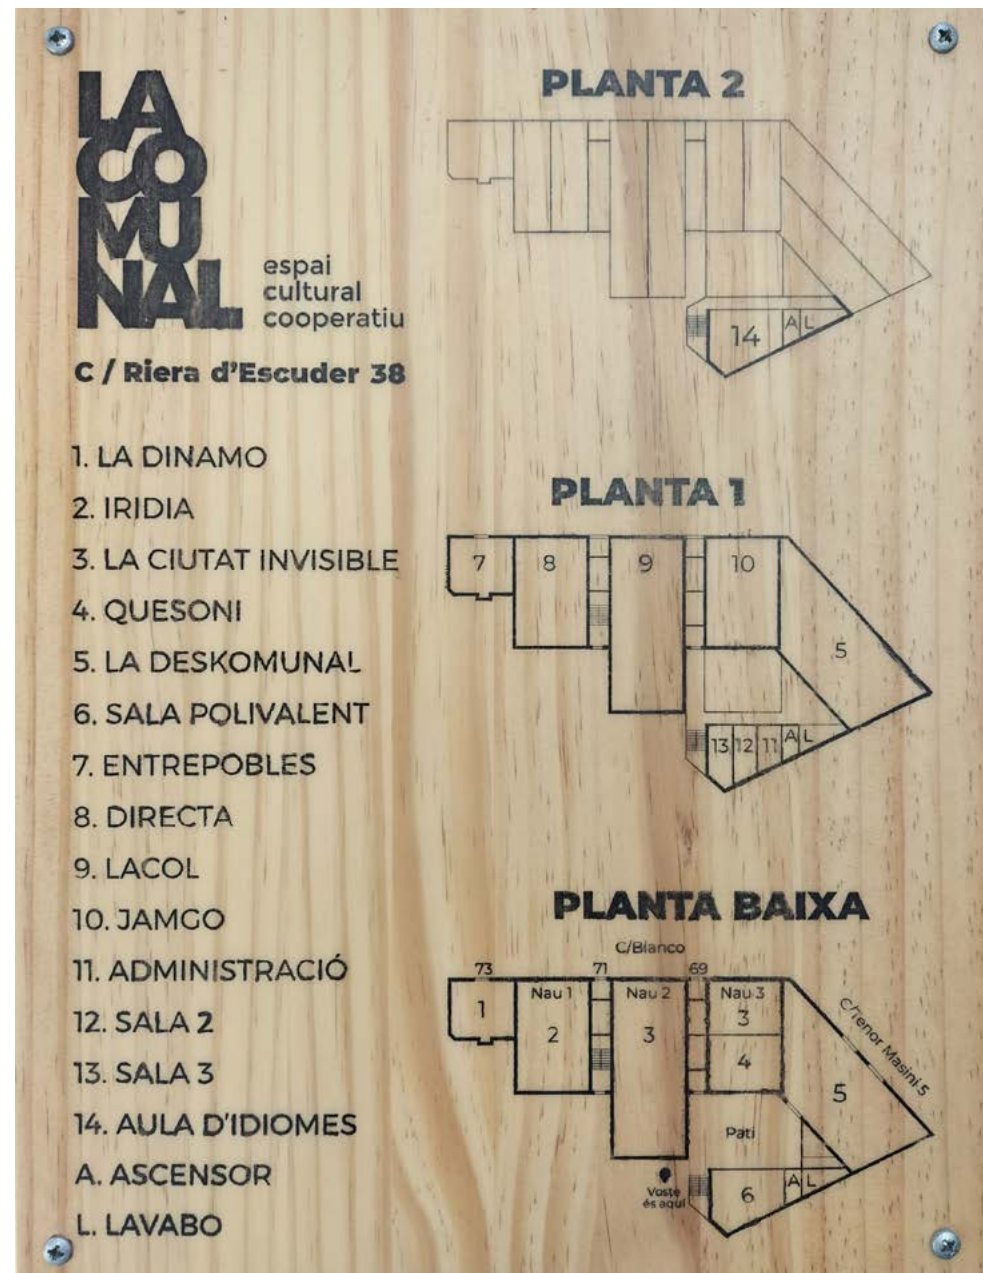 LA
CO
MU
NAL
espai
cultural
cooperatiu
C / Riera d'Escuder 38
1. LA DINAMO
2. IRIDIA
3. LA CIUTAT INVISIBLE
4. QUESONI
5. LA DESKOMUNAL
6. SALA POLIVALENT
7. ENTREPOBLES
8. DIRECTA
9. LACOL
10. JAMGO
11. ADMINISTRACIÓ
12. SALA 2
13. SALA 3
14. AULA D'IDIOMES
A. ASCENSOR
L. LAVABO
PLANTA 2
14 A L
PLANTA 1
7 8 9 10
5
13 12 11 A L
PLANTA BAIXA
C/Blanco
73 71 69
Nau 1 Nau 2 Nau 3
1 2 3 3
4
5
C/Tenor Masini 5
Pati
Voste
és aquí
6 A L